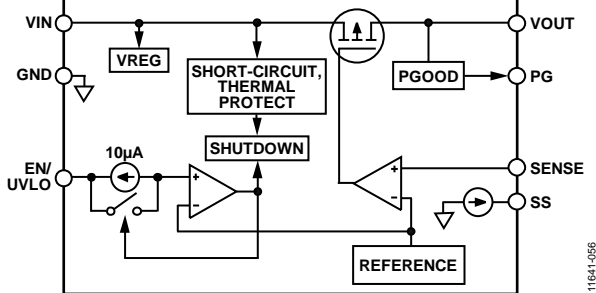 VIN
VOUT
VREG
GND
SHORT-CIRCUIT,
THERMAL
PROTECT
PGOOD
PG
SHUTDOWN
10µA
EN/
UVLO
+
−
+
−
SENSE
SS
REFERENCE
11641-056